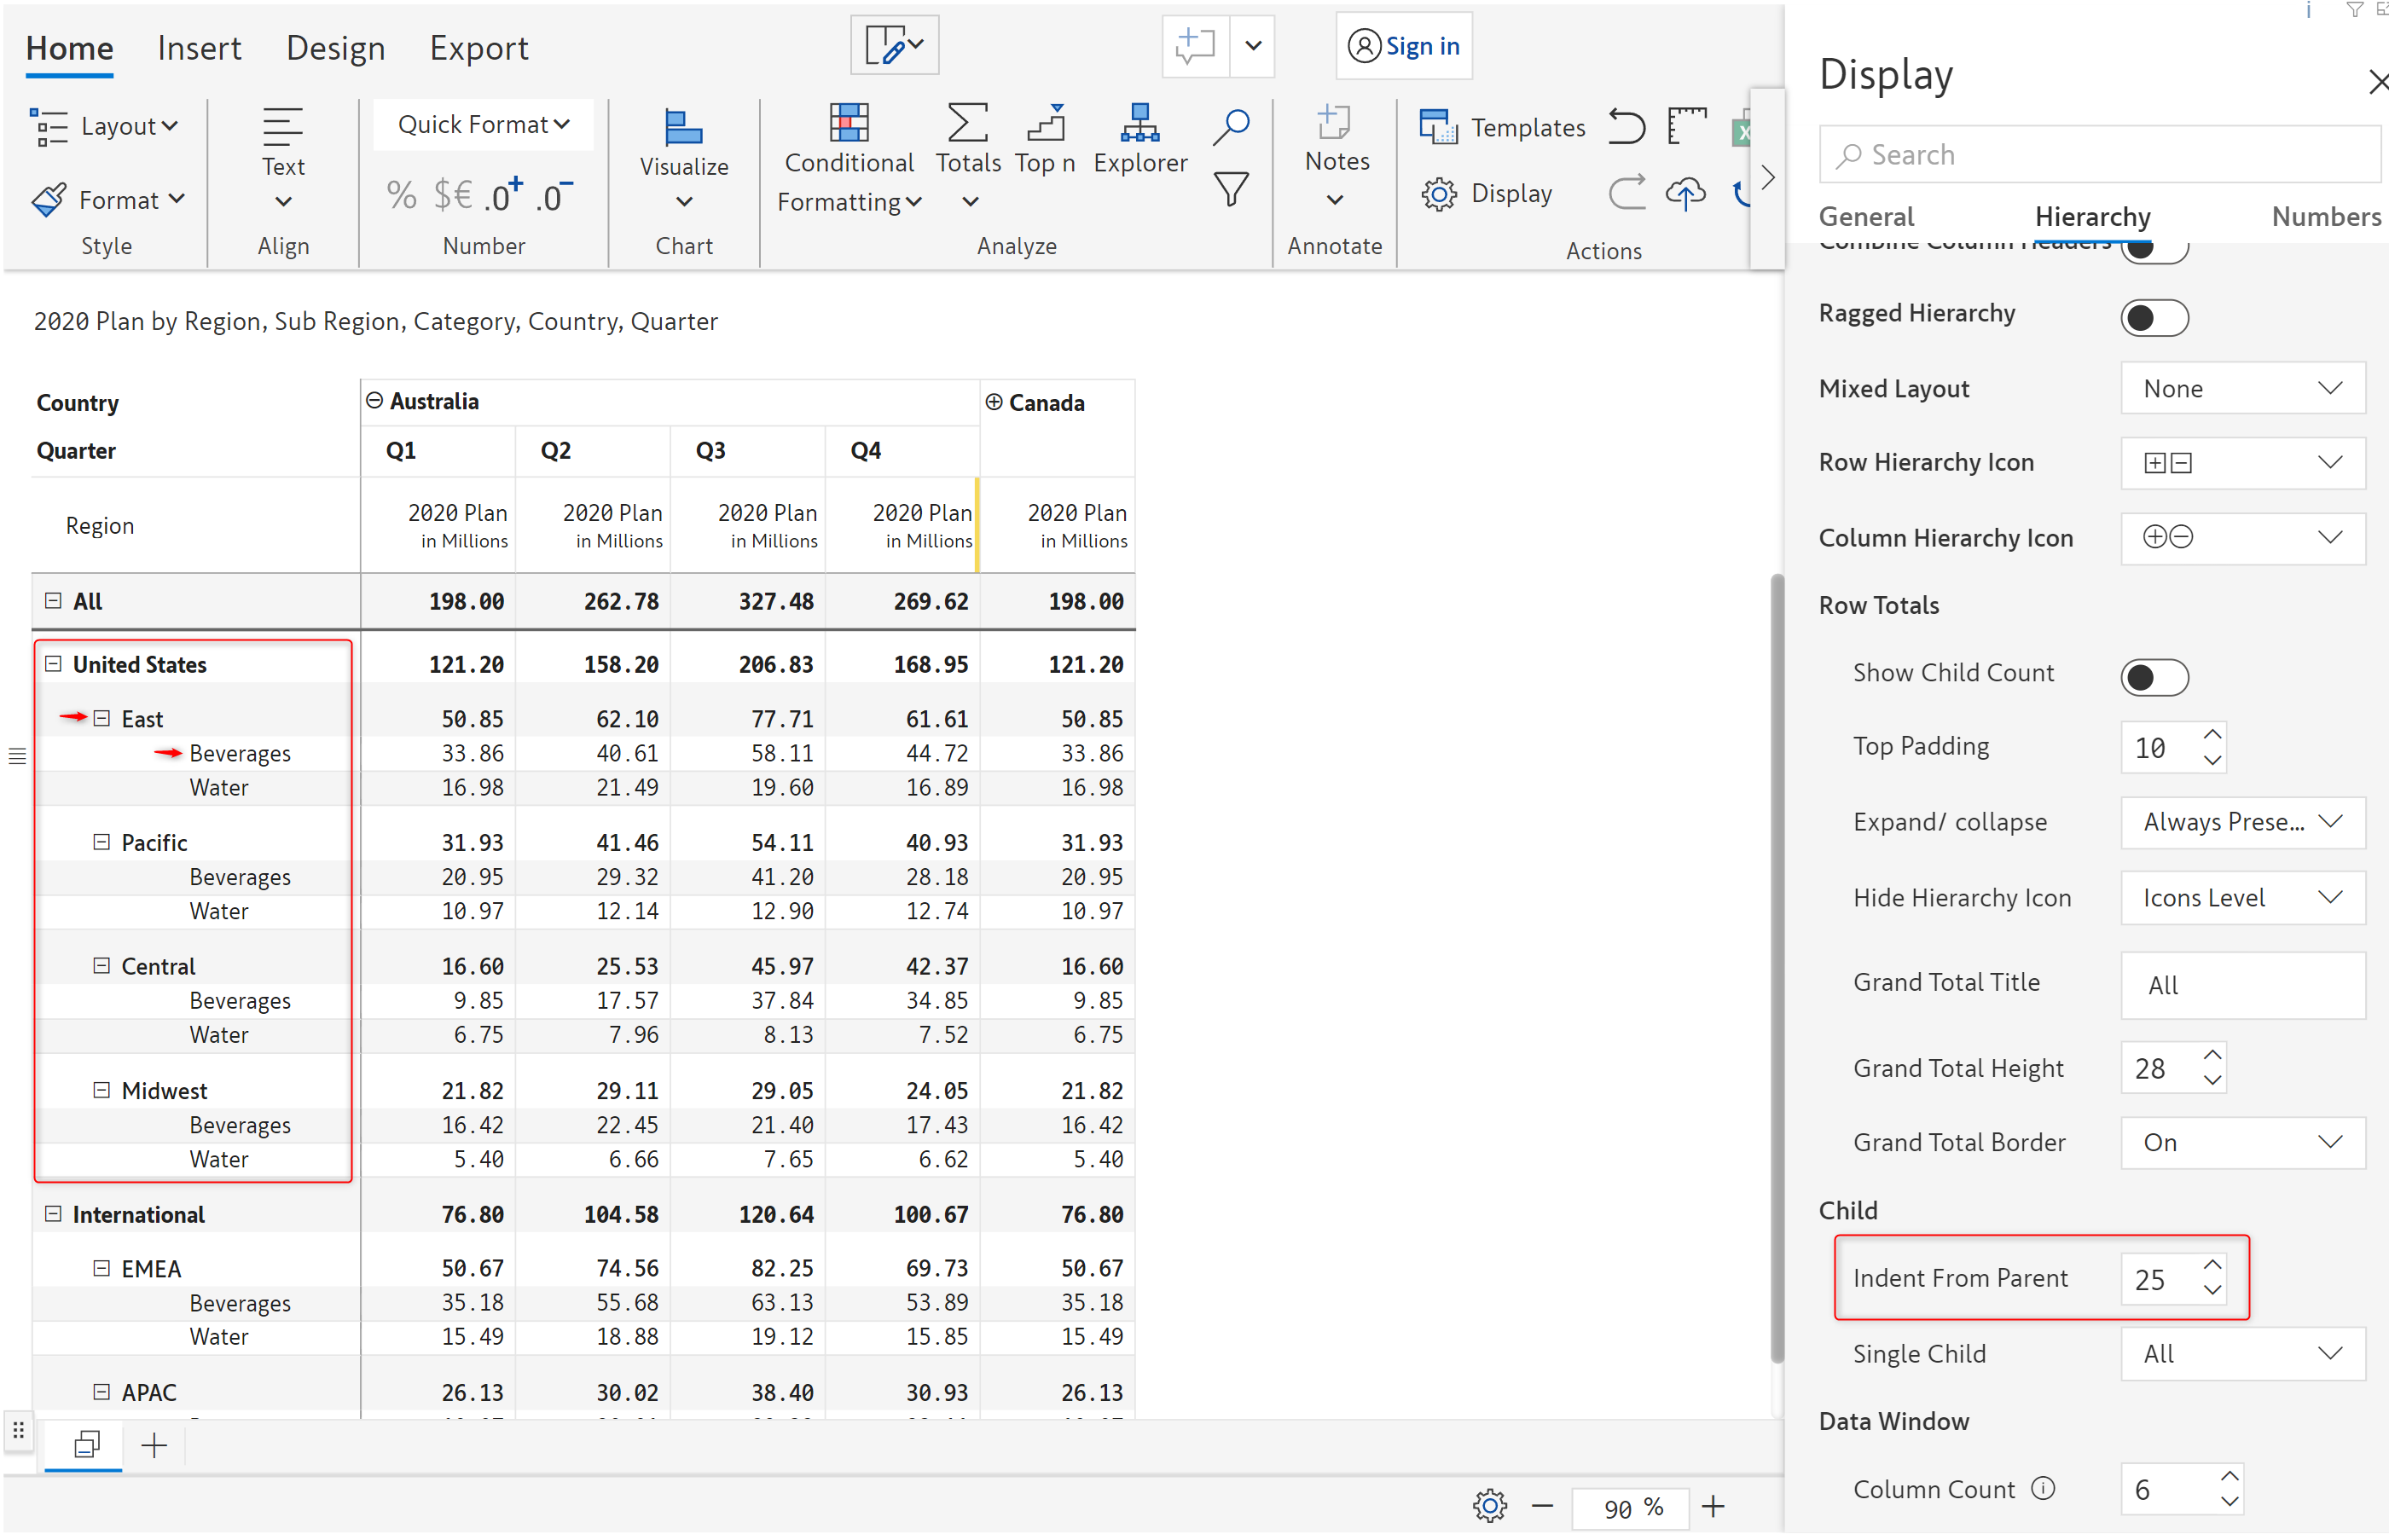 Home Insert Design Export Sign in
Layout Format Style
Text Align
Quick Format
% $€ .0+ .0-
Number
Visualize
Chart
Conditional Formatting Totals Top n Explorer
Analyze
Notes
Annotate
Templates
Display
Actions
2020 Plan by Region, Sub Region, Category, Country, Quarter
Country Australia Canada
Quarter Q1 Q2 Q3 Q4
Region 2020 Plan in Millions 2020 Plan in Millions 2020 Plan in Millions 2020 Plan in Millions 2020 Plan in Millions
All 198.00 262.78 327.48 269.62 198.00
United States 121.20 158.20 206.83 168.95 121.20
East 50.85 62.10 77.71 61.61 50.85
Beverages 33.86 40.61 58.11 44.72 33.86
Water 16.98 21.49 19.60 16.89 16.98
Pacific 31.93 41.46 54.11 40.93 31.93
Beverages 20.95 29.32 41.20 28.18 20.95
Water 10.97 12.14 12.90 12.74 10.97
Central 16.60 25.53 45.97 42.37 16.60
Beverages 9.85 17.57 37.84 34.85 9.85
Water 6.75 7.96 8.13 7.52 6.75
Midwest 21.82 29.11 29.05 24.05 21.82
Beverages 16.42 22.45 21.40 17.43 16.42
Water 5.40 6.66 7.65 6.62 5.40
International 76.80 104.58 120.64 100.67 76.80
EMEA 50.67 74.56 82.25 69.73 50.67
Beverages 35.18 55.68 63.13 53.89 35.18
Water 15.49 18.88 19.12 15.85 15.49
APAC 26.13 30.02 38.40 30.93 26.13
90 %
Display
Search
General Hierarchy Numbers
Combine Column Headers
Ragged Hierarchy
Mixed Layout None
Row Hierarchy Icon
Column Hierarchy Icon
Row Totals
Show Child Count
Top Padding 10
Expand/ collapse Always Prese...
Hide Hierarchy Icon Icons Level
Grand Total Title All
Grand Total Height 28
Grand Total Border On
Child
Indent From Parent 25
Single Child All
Data Window
Column Count 6